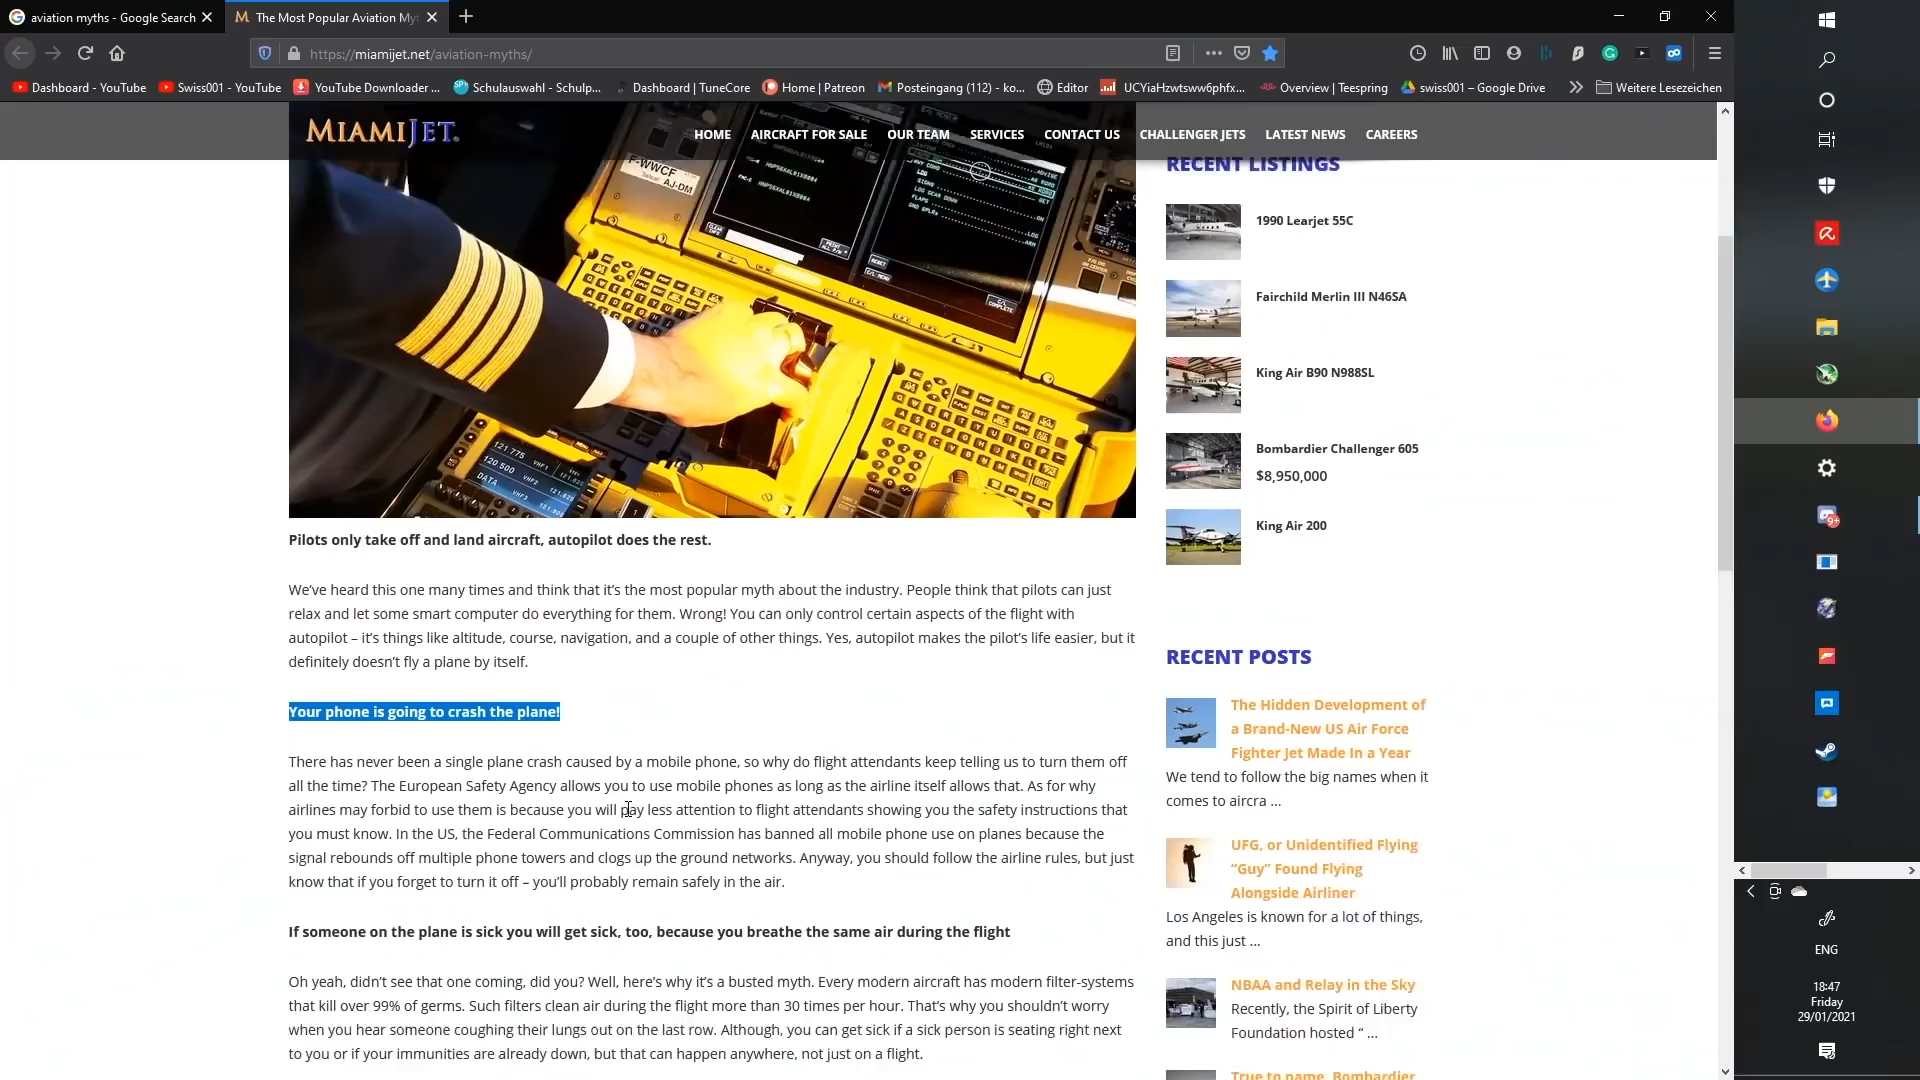 aviation myths - Google Search
The Most Popular Aviation My
https://miamijet.net/aviation-myths/
Dashboard - YouTube
Swiss001 - YouTube
YouTube Downloader ...
Schulauswahl - Schulp...
Dashboard | TuneCore
Home | Patreon
Posteingang (112) - ko...
Editor
UCYiaHzwtsww6phfx...
Overview | Teespring
swiss001 – Google Drive
Weitere Lesezeichen
MIAMIJET.
HOME
AIRCRAFT FOR SALE
OUR TEAM
SERVICES
CONTACT US
CHALLENGER JETS
LATEST NEWS
CAREERS
F-WWCF
AJ-DM
121.775
VHF1
120.500
VHF2
DATA
VHF3
Pilots only take off and land aircraft, autopilot does the rest.
We’ve heard this one many times and think that it’s the most popular myth about the industry. People think that pilots can just
relax and let some smart computer do everything for them. Wrong! You can only control certain aspects of the flight with
autopilot – it’s things like altitude, course, navigation, and a couple of other things. Yes, autopilot makes the pilot’s life easier, but it
definitely doesn’t fly a plane by itself.
Your phone is going to crash the plane!
There has never been a single plane crash caused by a mobile phone, so why do flight attendants keep telling us to turn them off
all the time? The European Safety Agency allows you to use mobile phones as long as the airline itself allows that. As for why
airlines may forbid to use them is because you will pay less attention to flight attendants showing you the safety instructions that
you must know. In the US, the Federal Communications Commission has banned all mobile phone use on planes because the
signal rebounds off multiple phone towers and clogs up the ground networks. Anyway, you should follow the airline rules, but just
know that if you forget to turn it off – you’ll probably remain safely in the air.
If someone on the plane is sick you will get sick, too, because you breathe the same air during the flight
Oh yeah, didn’t see that one coming, did you? Well, here’s why it’s a busted myth. Every modern aircraft has modern filter-systems
that kill over 99% of germs. Such filters clean air during the flight more than 30 times per hour. That’s why you shouldn’t worry
when you hear someone coughing their lungs out on the last row. Although, you can get sick if a sick person is seating right next
to you or if your immunities are already down, but that can happen anywhere, not just on a flight.
RECENT LISTINGS
1990 Learjet 55C
Fairchild Merlin III N46SA
King Air B90 N988SL
Bombardier Challenger 605
$8,950,000
King Air 200
RECENT POSTS
The Hidden Development of
a Brand-New US Air Force
Fighter Jet Made In a Year
We tend to follow the big names when it
comes to aircra ...
UFG, or Unidentified Flying
“Guy” Found Flying
Alongside Airliner
Los Angeles is known for a lot of things,
and this just ...
NBAA and Relay in the Sky
Recently, the Spirit of Liberty
Foundation hosted “ ...
True to name, Bombardier
9+
ENG
18:47
Friday
29/01/2021